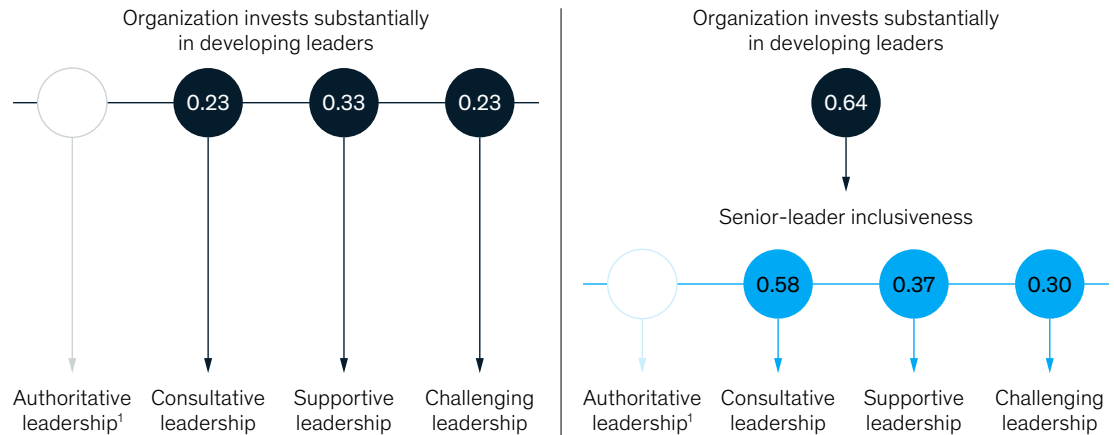 Organization invests substantially
in developing leaders
0.23
0.33
0.23
Authoritative
leadership¹
Consultative
leadership
Supportive
leadership
Challenging
leadership
Organization invests substantially
in developing leaders
0.64
Senior-leader inclusiveness
0.58
0.37
0.30
Authoritative
leadership¹
Consultative
leadership
Supportive
leadership
Challenging
leadership